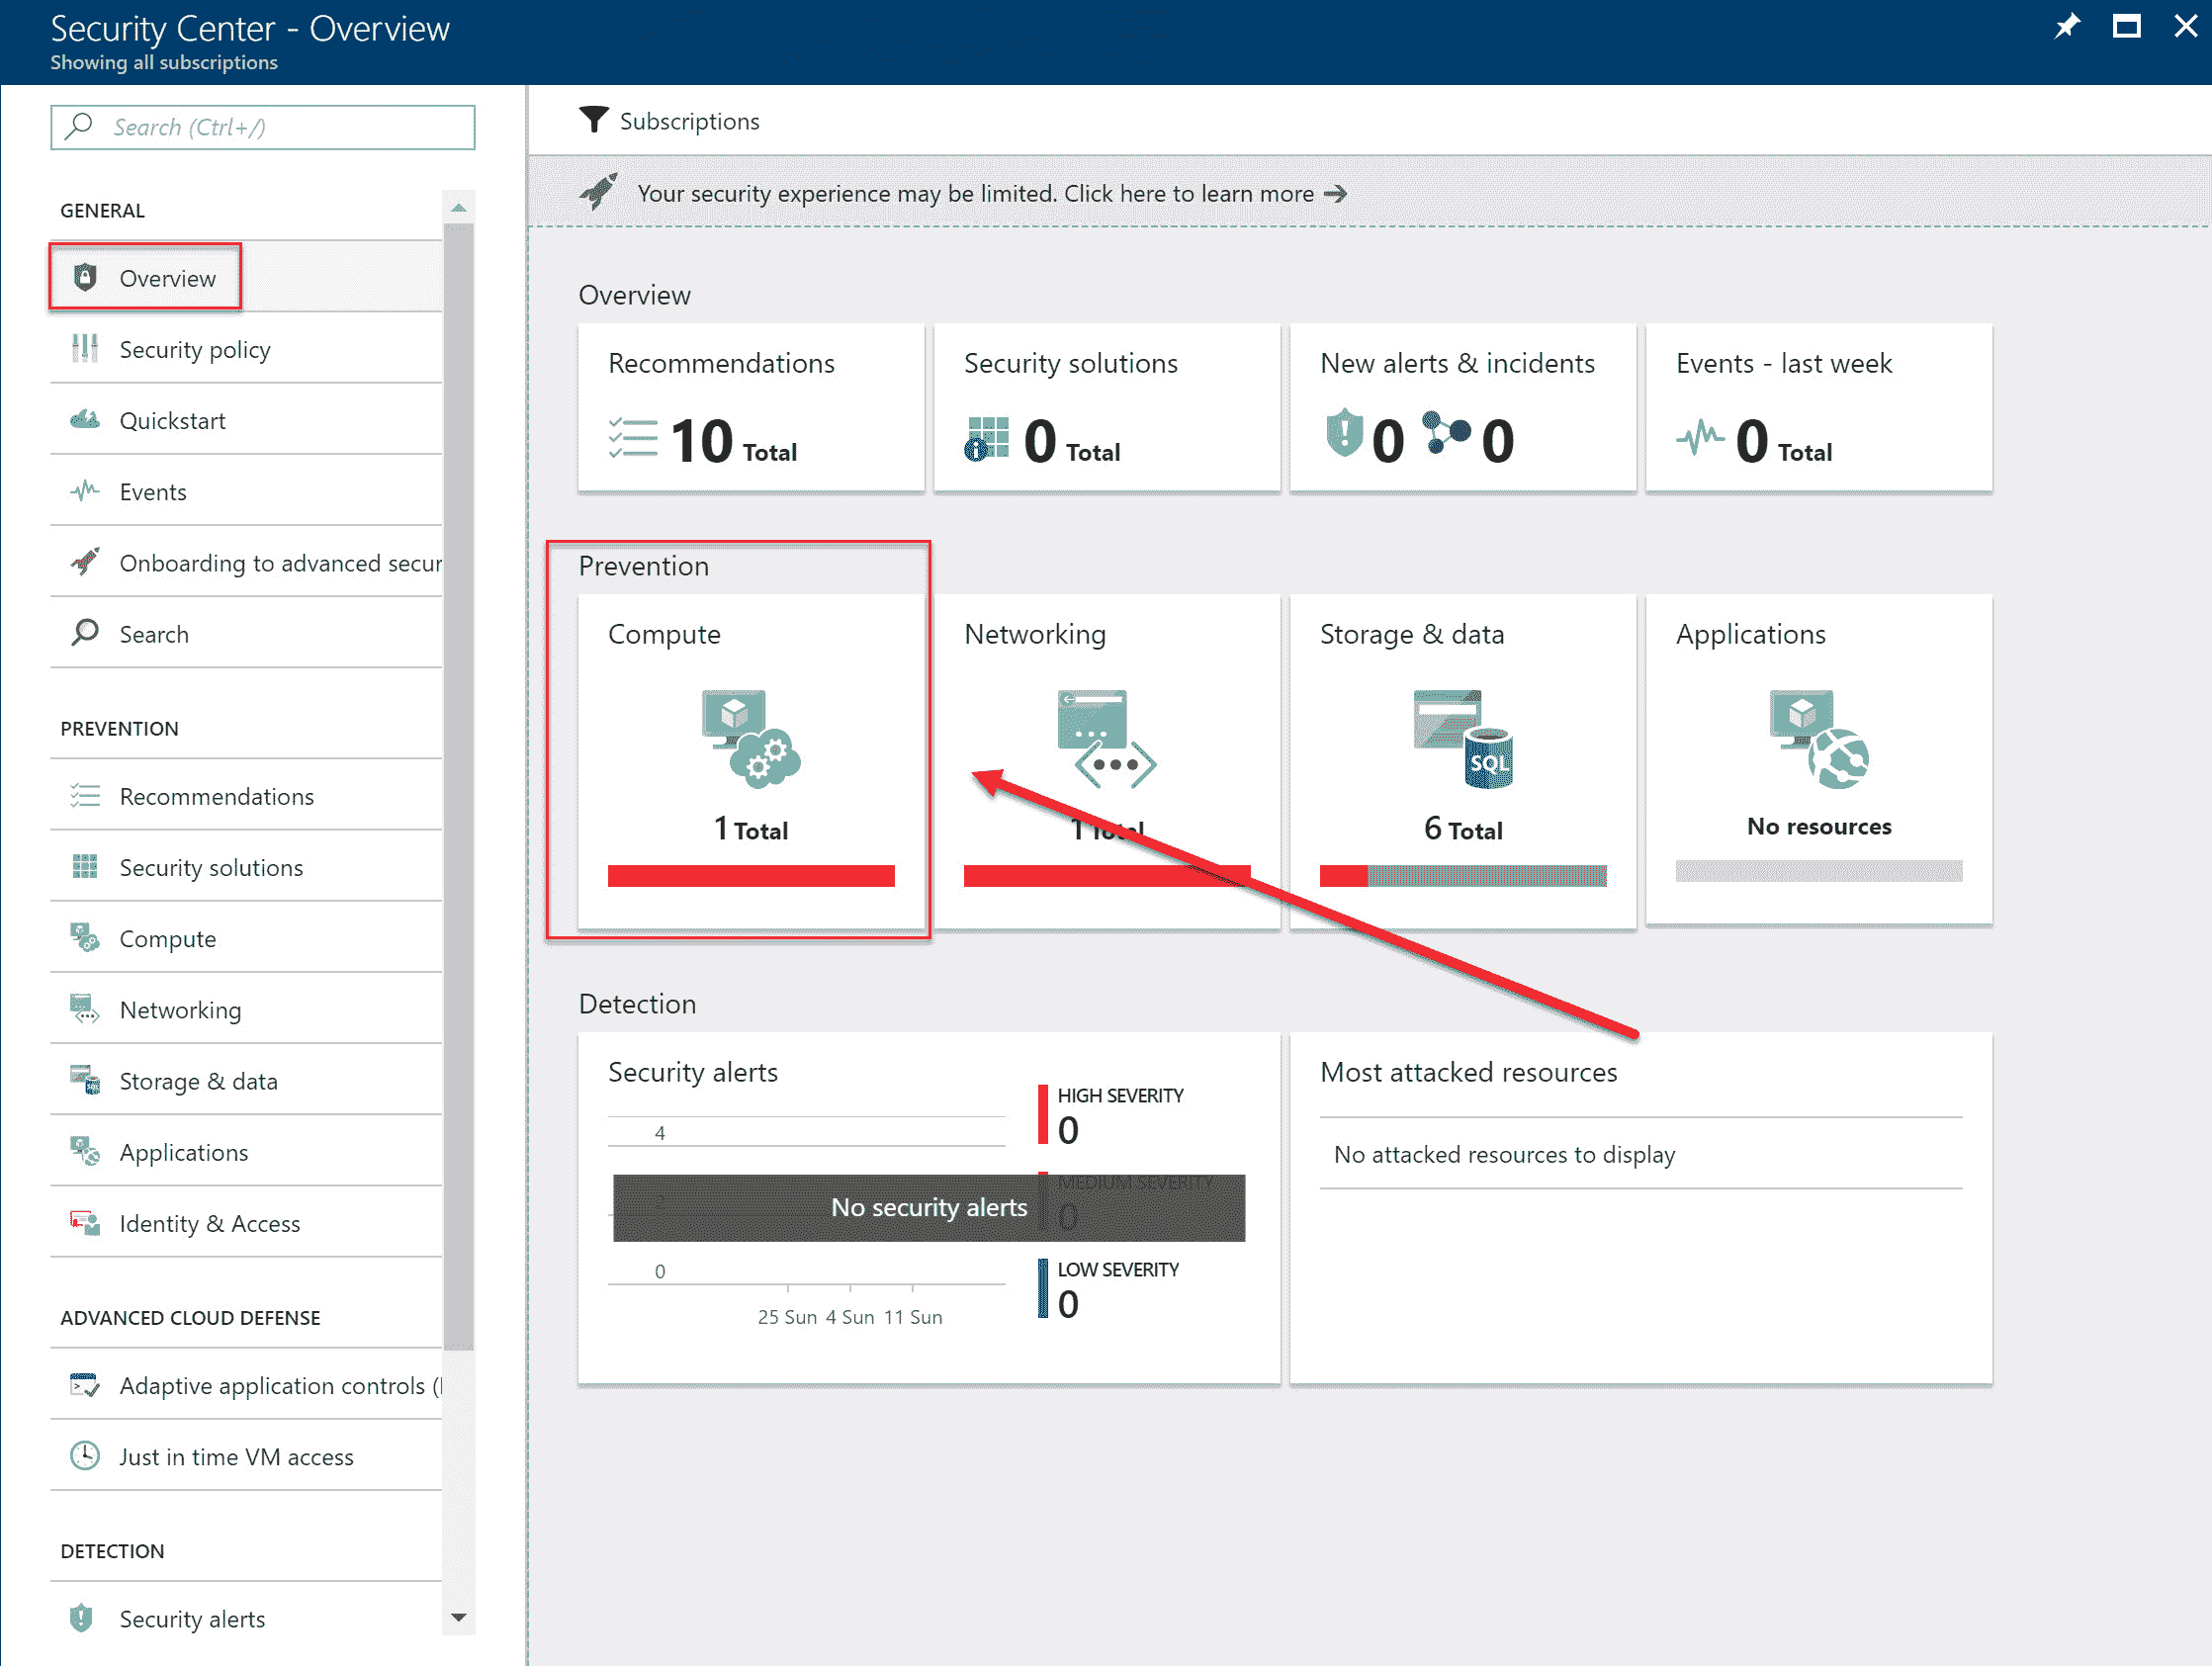 Security Center - Overview
Showing all subscriptions
Search (Ctrl+/)
GENERAL
Overview
Security policy
Quickstart
Events
Onboarding to advanced secur
Search
PREVENTION
Recommendations
Security solutions
Compute
Networking
Storage & data
Applications
Identity & Access
ADVANCED CLOUD DEFENSE
Adaptive application controls (
Just in time VM access
DETECTION
Security alerts
Subscriptions
Your security experience may be limited. Click here to learn more →
Overview
Recommendations
10 Total
Security solutions
0 Total
New alerts & incidents
0 0
Events - last week
0 Total
Prevention
Compute
1 Total
Networking
1 Total
Storage & data
SQL
6 Total
Applications
No resources
Detection
Security alerts
4
2
0
25 Sun 4 Sun 11 Sun
No security alerts
HIGH SEVERITY
0
MEDIUM SEVERITY
0
LOW SEVERITY
0
Most attacked resources
No attacked resources to display